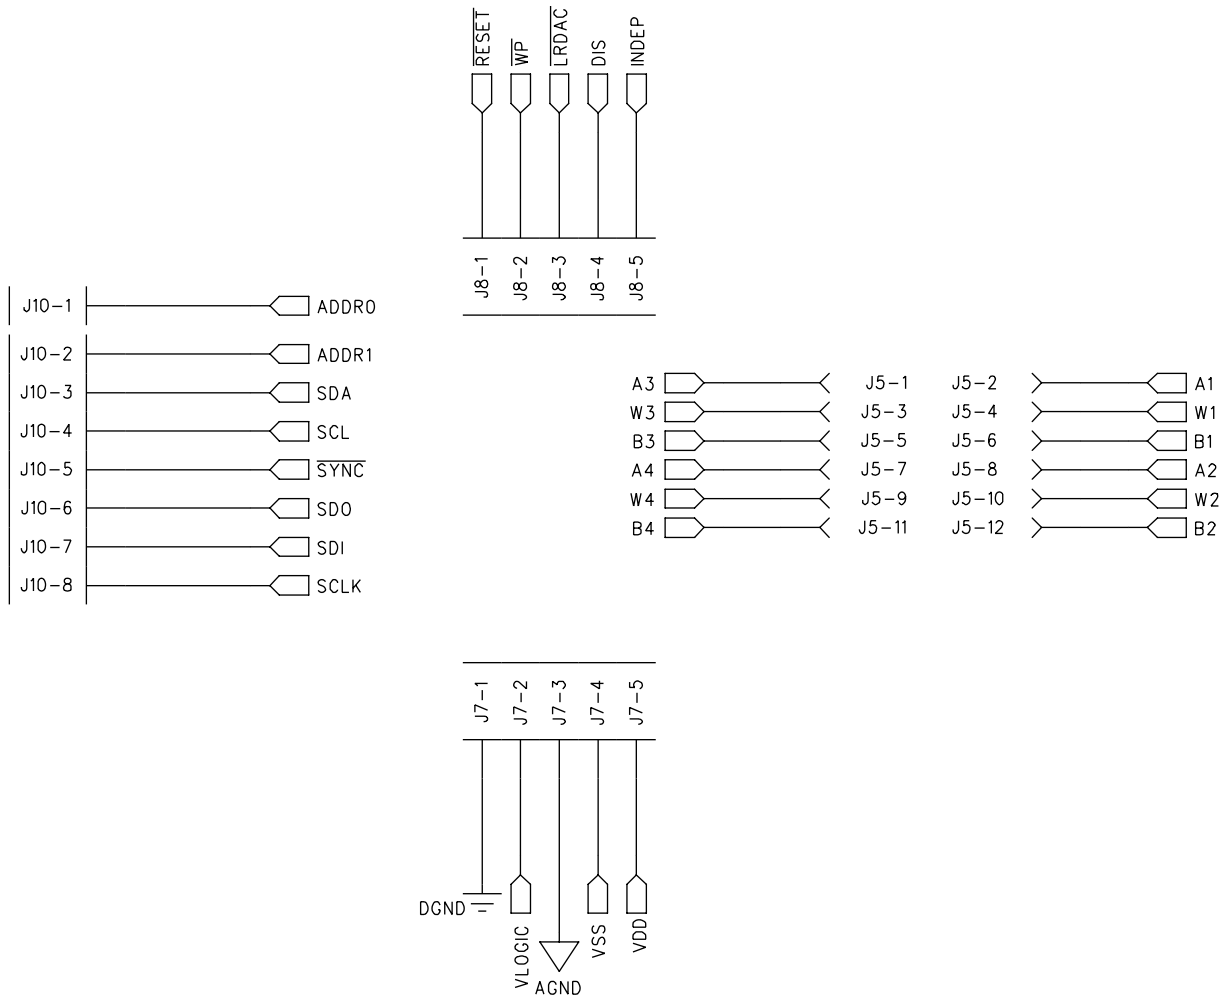 RESET WP LRDAC DIS INDEP
J8-1 J8-2 J8-3 J8-4 J8-5
J10-1 ADDR0
J10-2 ADDR1
J10-3 SDA
J10-4 SCL
J10-5 SYNC
J10-6 SDO
J10-7 SDI
J10-8 SCLK
A3 J5-1 J5-2 A1
W3 J5-3 J5-4 W1
B3 J5-5 J5-6 B1
A4 J5-7 J5-8 A2
W4 J5-9 J5-10 W2
B4 J5-11 J5-12 B2
J7-1 J7-2 J7-3 J7-4 J7-5
DGND VLOGIC AGND VSS VDD